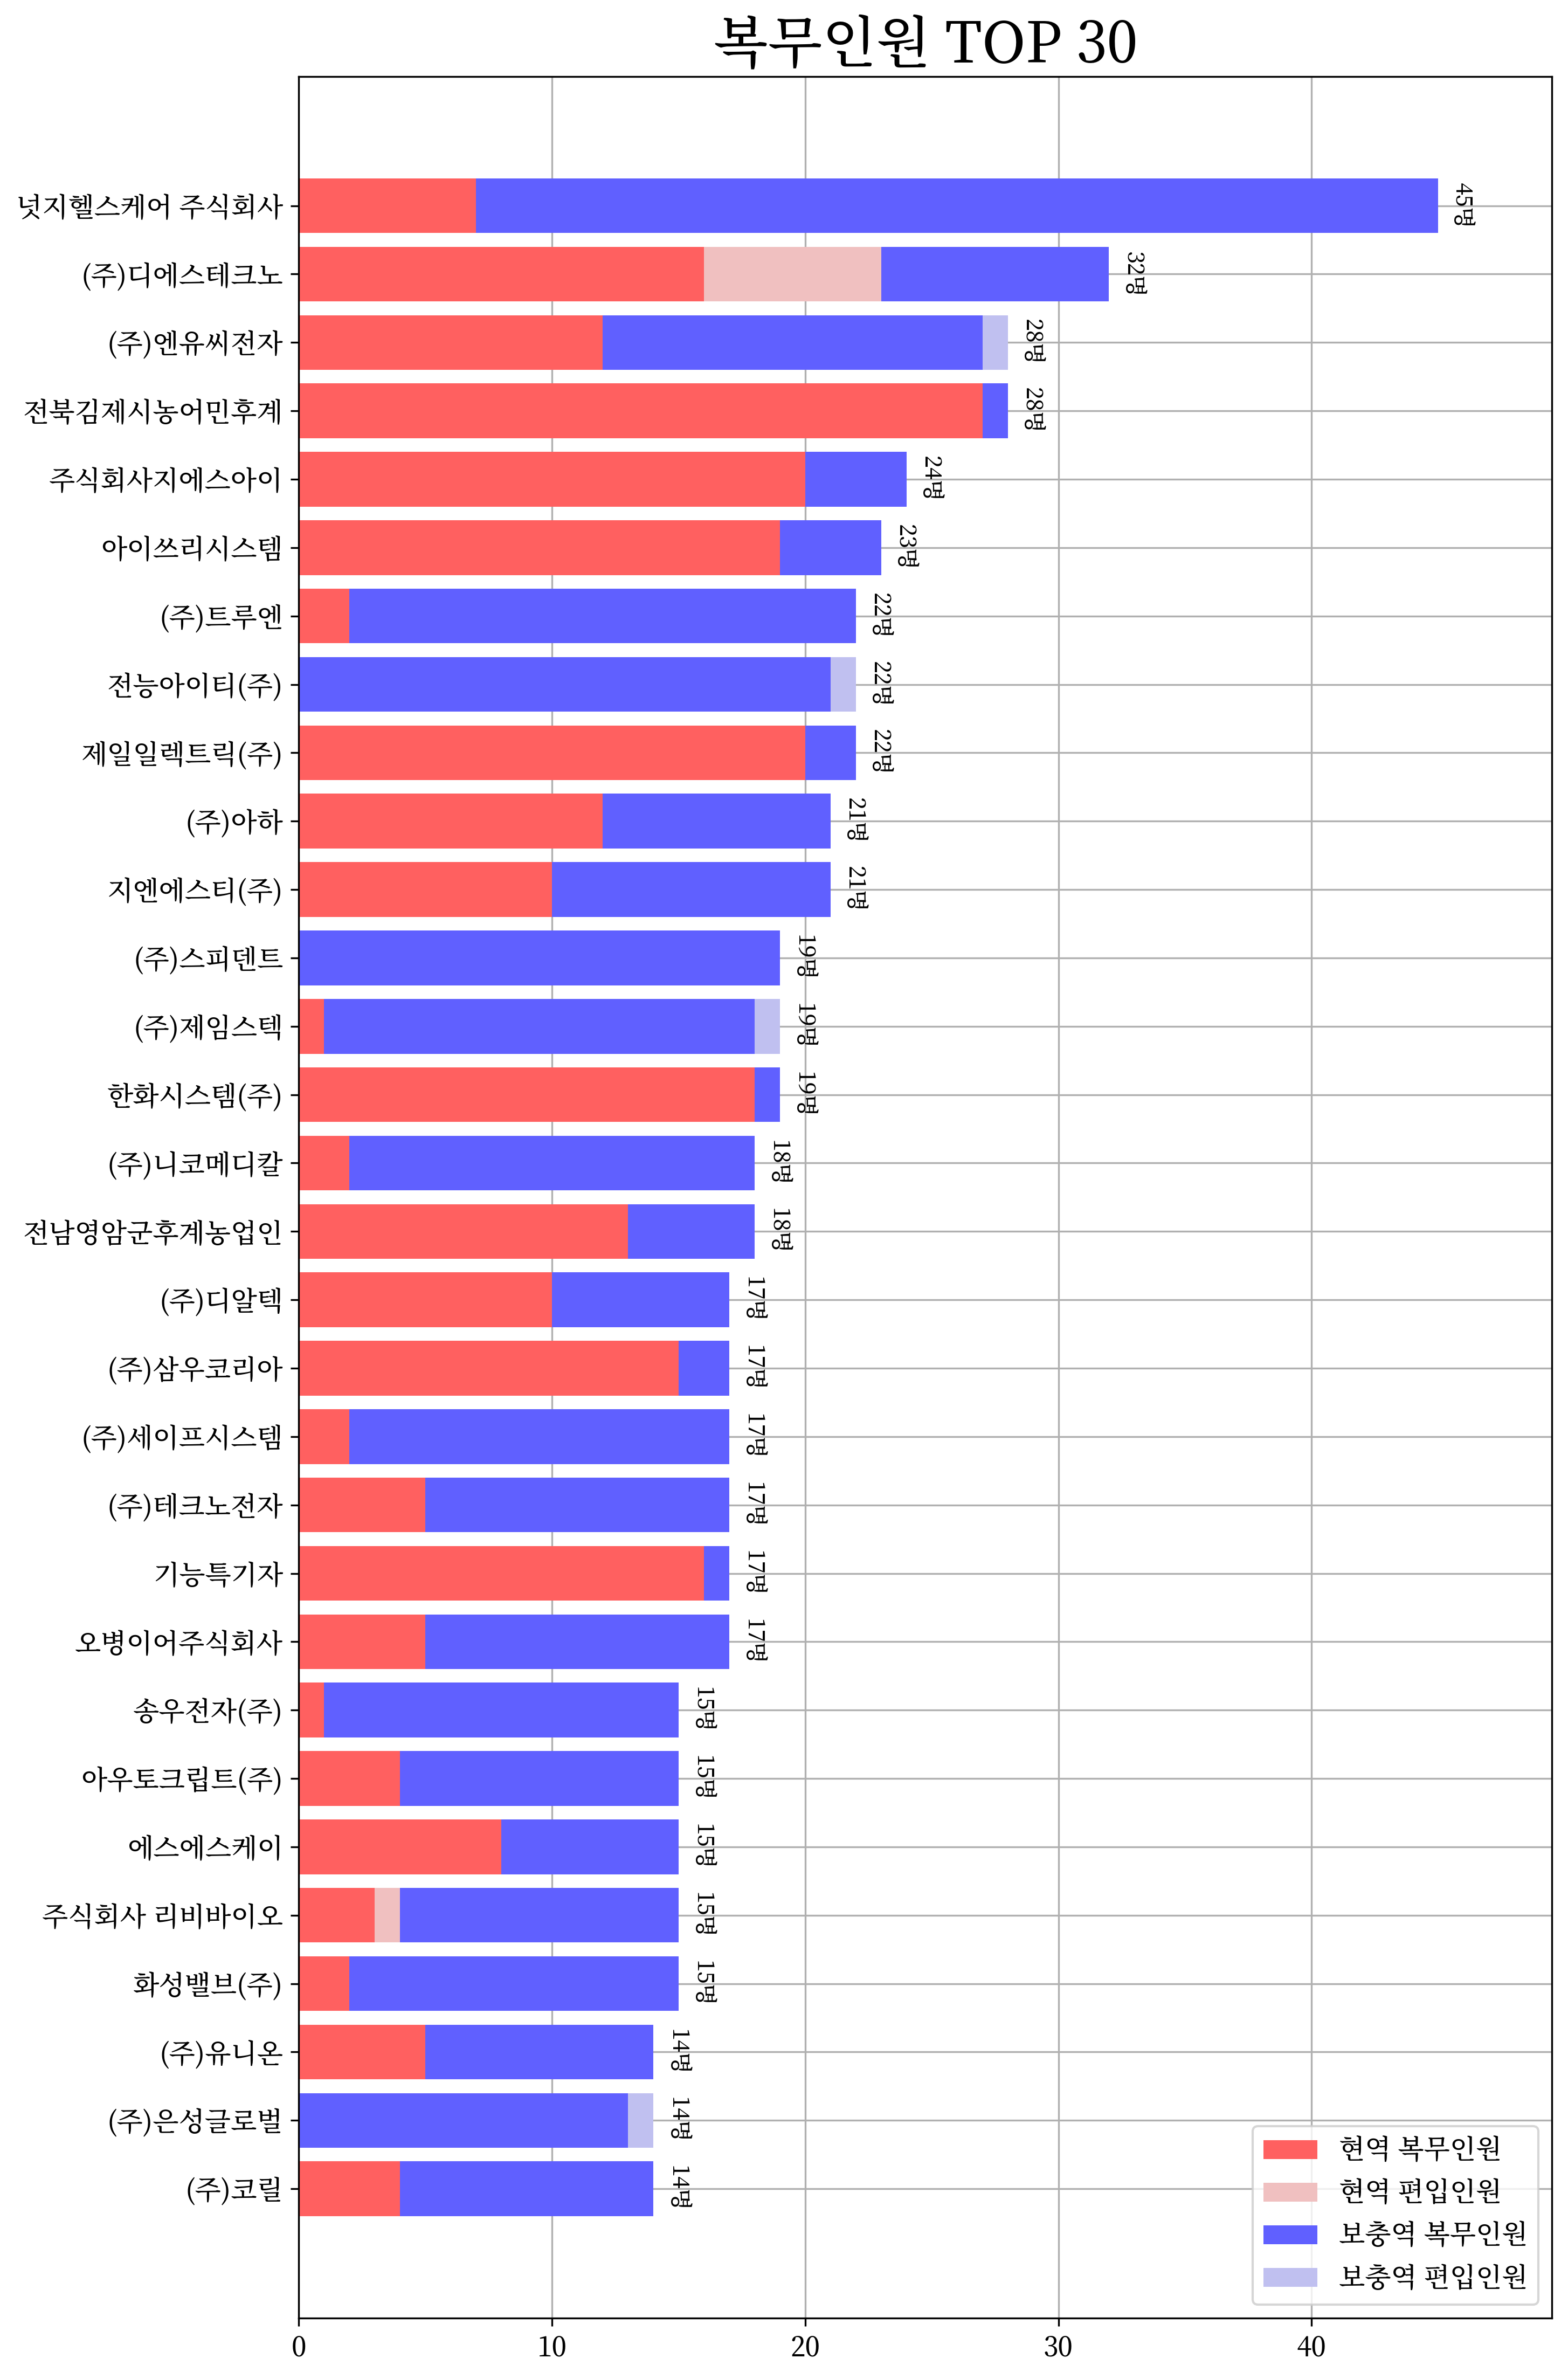 복무인원 TOP 30
넛지헬스케어 주식회사 45명
(주)디에스테크노 32명
(주)엔유씨전자 28명
전북김제시농어민후계 28명
주식회사지에스아이 24명
아이쓰리시스템 23명
(주)트루엔 22명
전능아이티(주) 22명
제일일렉트릭(주) 22명
(주)아하 21명
지엔에스티(주) 21명
(주)스피덴트 19명
(주)제임스텍 19명
한화시스템(주) 19명
(주)니코메디칼 18명
전남영암군후계농업인 18명
(주)디알텍 17명
(주)삼우코리아 17명
(주)세이프시스템 17명
(주)테크노전자 17명
기능특기자 17명
오병이어주식회사 17명
송우전자(주) 15명
아우토크립트(주) 15명
에스에스케이 15명
주식회사 리비바이오 15명
화성밸브(주) 15명
(주)유니온 14명
(주)은성글로벌 14명
(주)코릴 14명
현역 복무인원
현역 편입인원
보충역 복무인원
보충역 편입인원
0 10 20 30 40